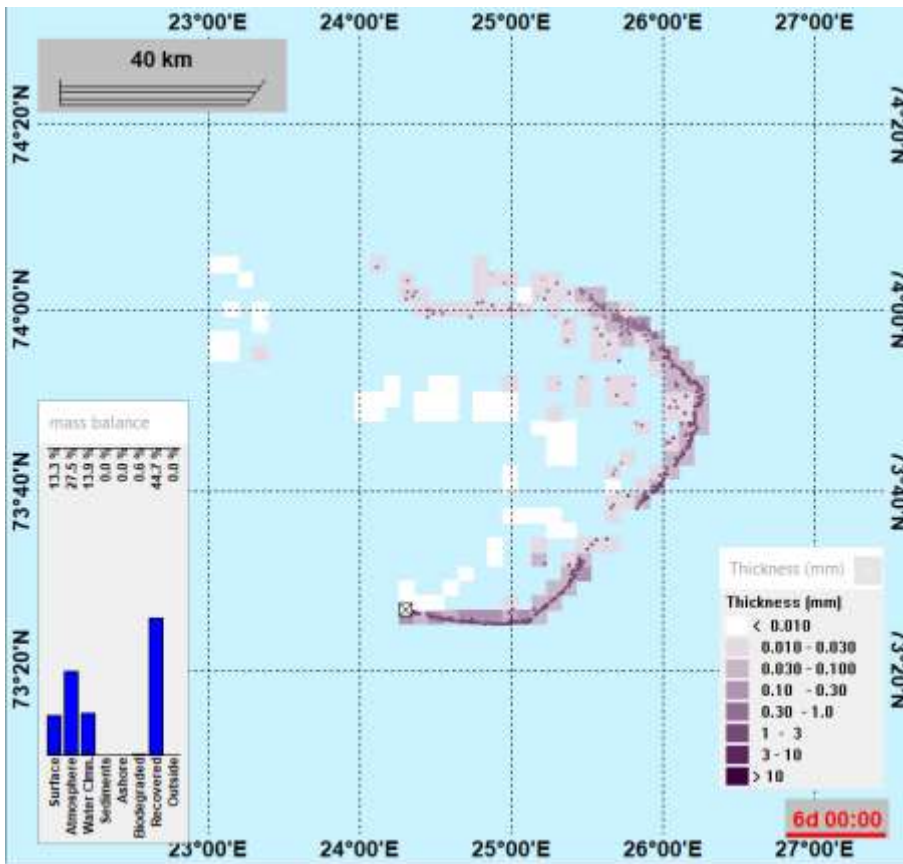 23°00'E 24°00'E 25°00'E 26°00'E 27°00'E
40 km
74°20'N 74°20'N
74°00'N 74°00'N
73°40'N 73°40'N
73°20'N 73°20'N
mass balance
13.3 %
27.5 %
13.9 %
0.0 %
0.0 %
0.6 %
44.7 %
0.0 %
Surface
Atmosphere
Water Clmn.
Sediments
Ashore
Biodegraded
Recovered
Outside
Thickness (mm)
Thickness (mm)
< 0.010
0.010 - 0.030
0.030 - 0.100
0.10 - 0.30
0.30 - 1.0
1 - 3
3 - 10
> 10
6d 00:00
23°00'E 24°00'E 25°00'E 26°00'E 27°00'E